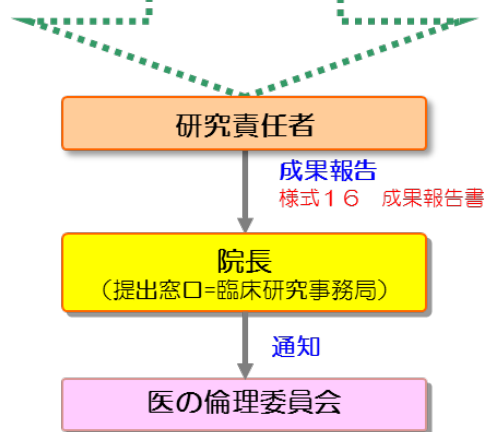 研究責任者
成果報告
様式１６　成果報告書
院長
（提出窓口=臨床研究事務局）
通知
医の倫理委員会